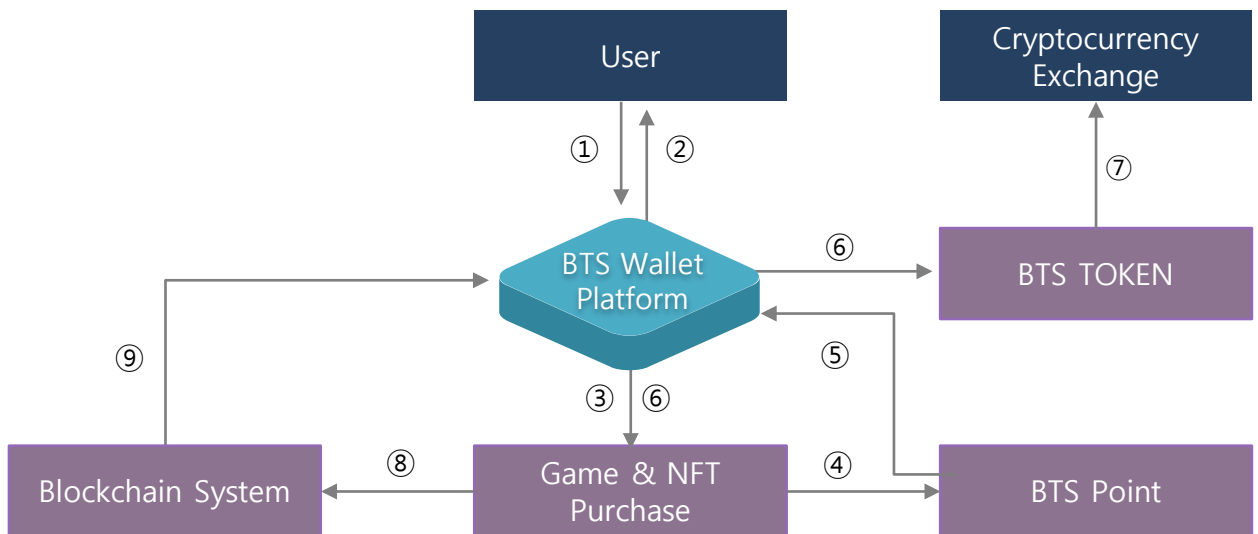 User
Cryptocurrency
Exchange
① ②
⑦
BTS Wallet
Platform
⑥
BTS TOKEN
⑨
⑤
③ ⑥
Blockchain System
⑧
Game & NFT
Purchase
④
BTS Point